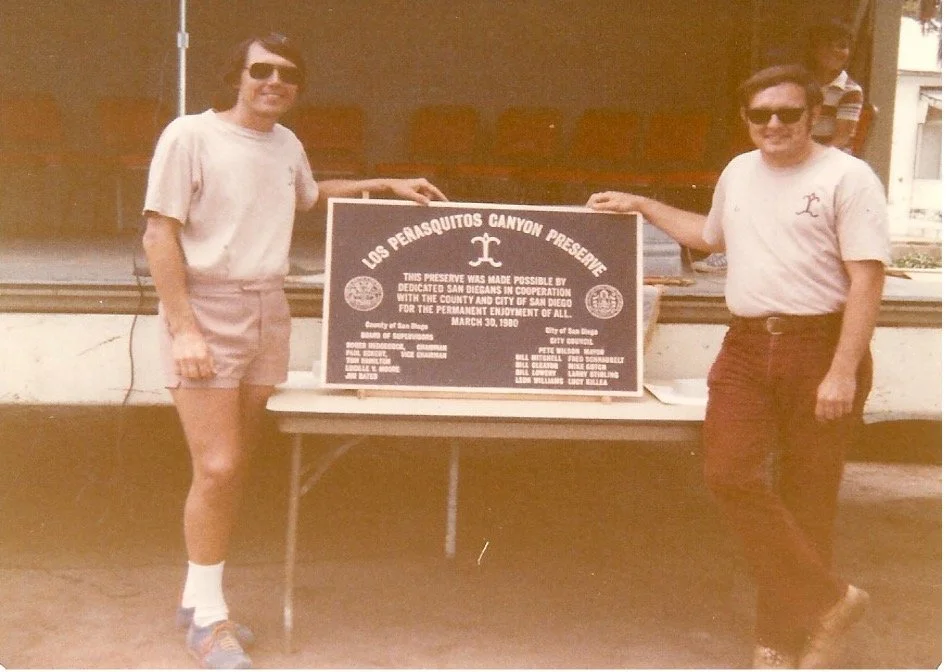 LOS PEÑASQUITOS CANYON PRESERVE
THIS PRESERVE WAS MADE POSSIBLE BY
DEDICATED SAN DIEGANS IN COOPERATION
WITH THE COUNTY AND CITY OF SAN DIEGO
FOR THE PERMANENT ENJOYMENT OF ALL.
MARCH 30, 1980
County of San Diego
BOARD OF SUPERVISORS
ROGER HEDGECOCK, CHAIRMAN
PAUL ECKERT, VICE CHAIRMAN
TOM HAMILTON
LUCILLE V. MOORE
JIM BATES
City of San Diego
CITY COUNCIL
PETE WILSON MAYOR
BILL MITCHELL FRED SCHNAUBELT
BILL CLEATOR MIKE GOTCH
BILL LOWERY LARRY STIRLING
LEON WILLIAMS LUCY KILLEA